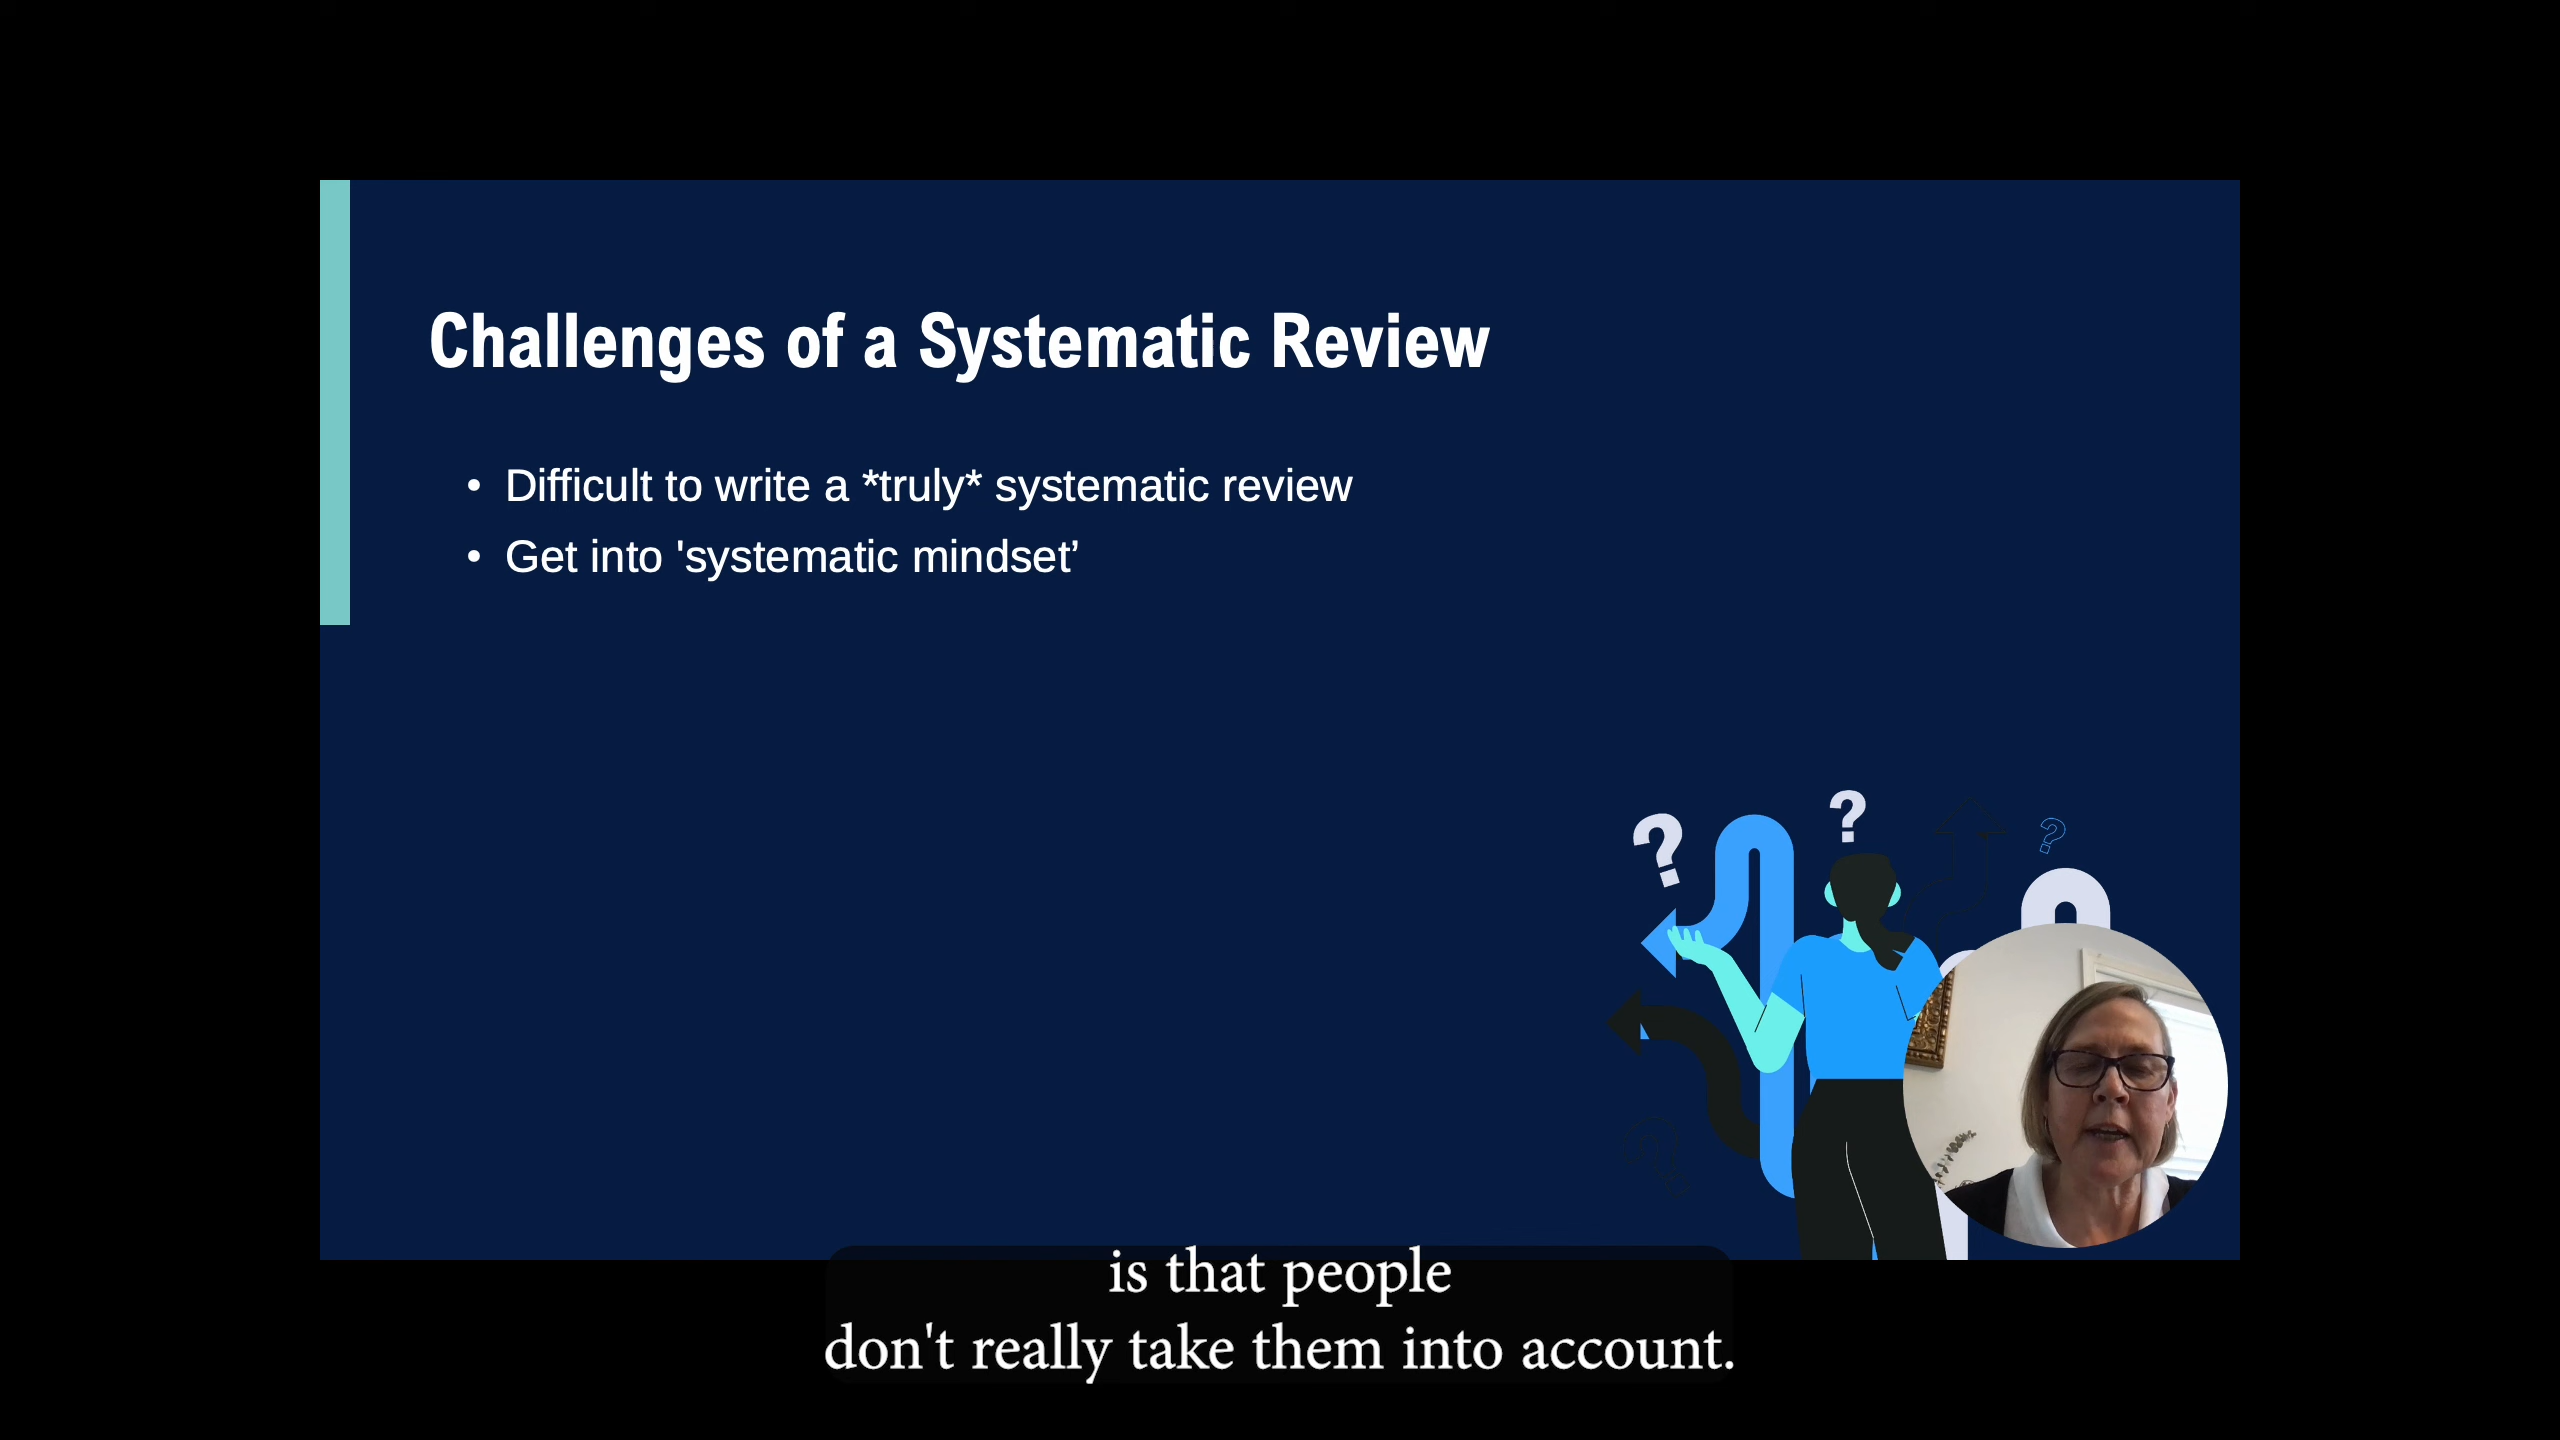 Challenges of a Systematic Review
• Difficult to write a *truly* systematic review
• Get into 'systematic mindset’
? ? ?
is that people
don't really take them into account.